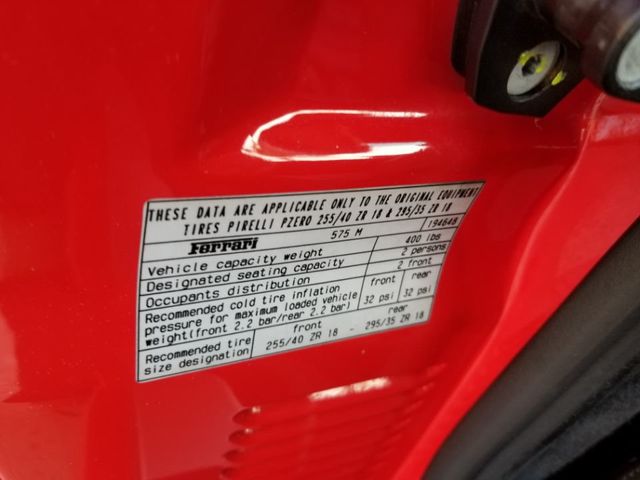 THESE DATA ARE APPLICABLE ONLY TO THE ORIGINAL EQUIPMENT
TIRES PIRELLI PZERO 255/40 ZR 18 & 295/35 ZR 18
Ferrari 575 M 194648
Vehicle capacity weight 400 lbs
Designated seating capacity 2 persons
Occupants distribution 2 front
Recommended cold tire inflation front rear
pressure for maximum loaded vehicle 32 psi 32 psi
weight(front 2.2 bar/rear 2.2 bar)
Recommended tire front rear
size designation 255/40 ZR 18 - 295/35 ZR 18